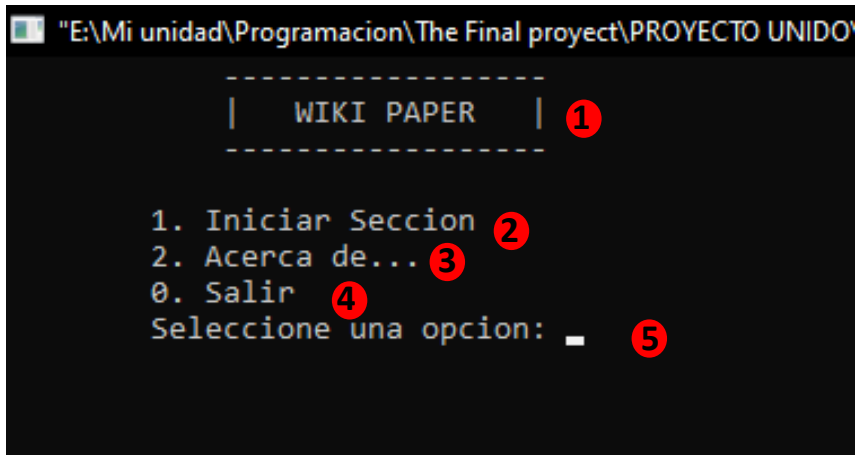 "E:\Mi unidad\Programacion\The Final proyect\PROYECTO UNIDO\
------------------
|   WIKI PAPER   | 1
------------------
1. Iniciar Seccion 2
2. Acerca de... 3
0. Salir 4
Seleccione una opcion: _ 5